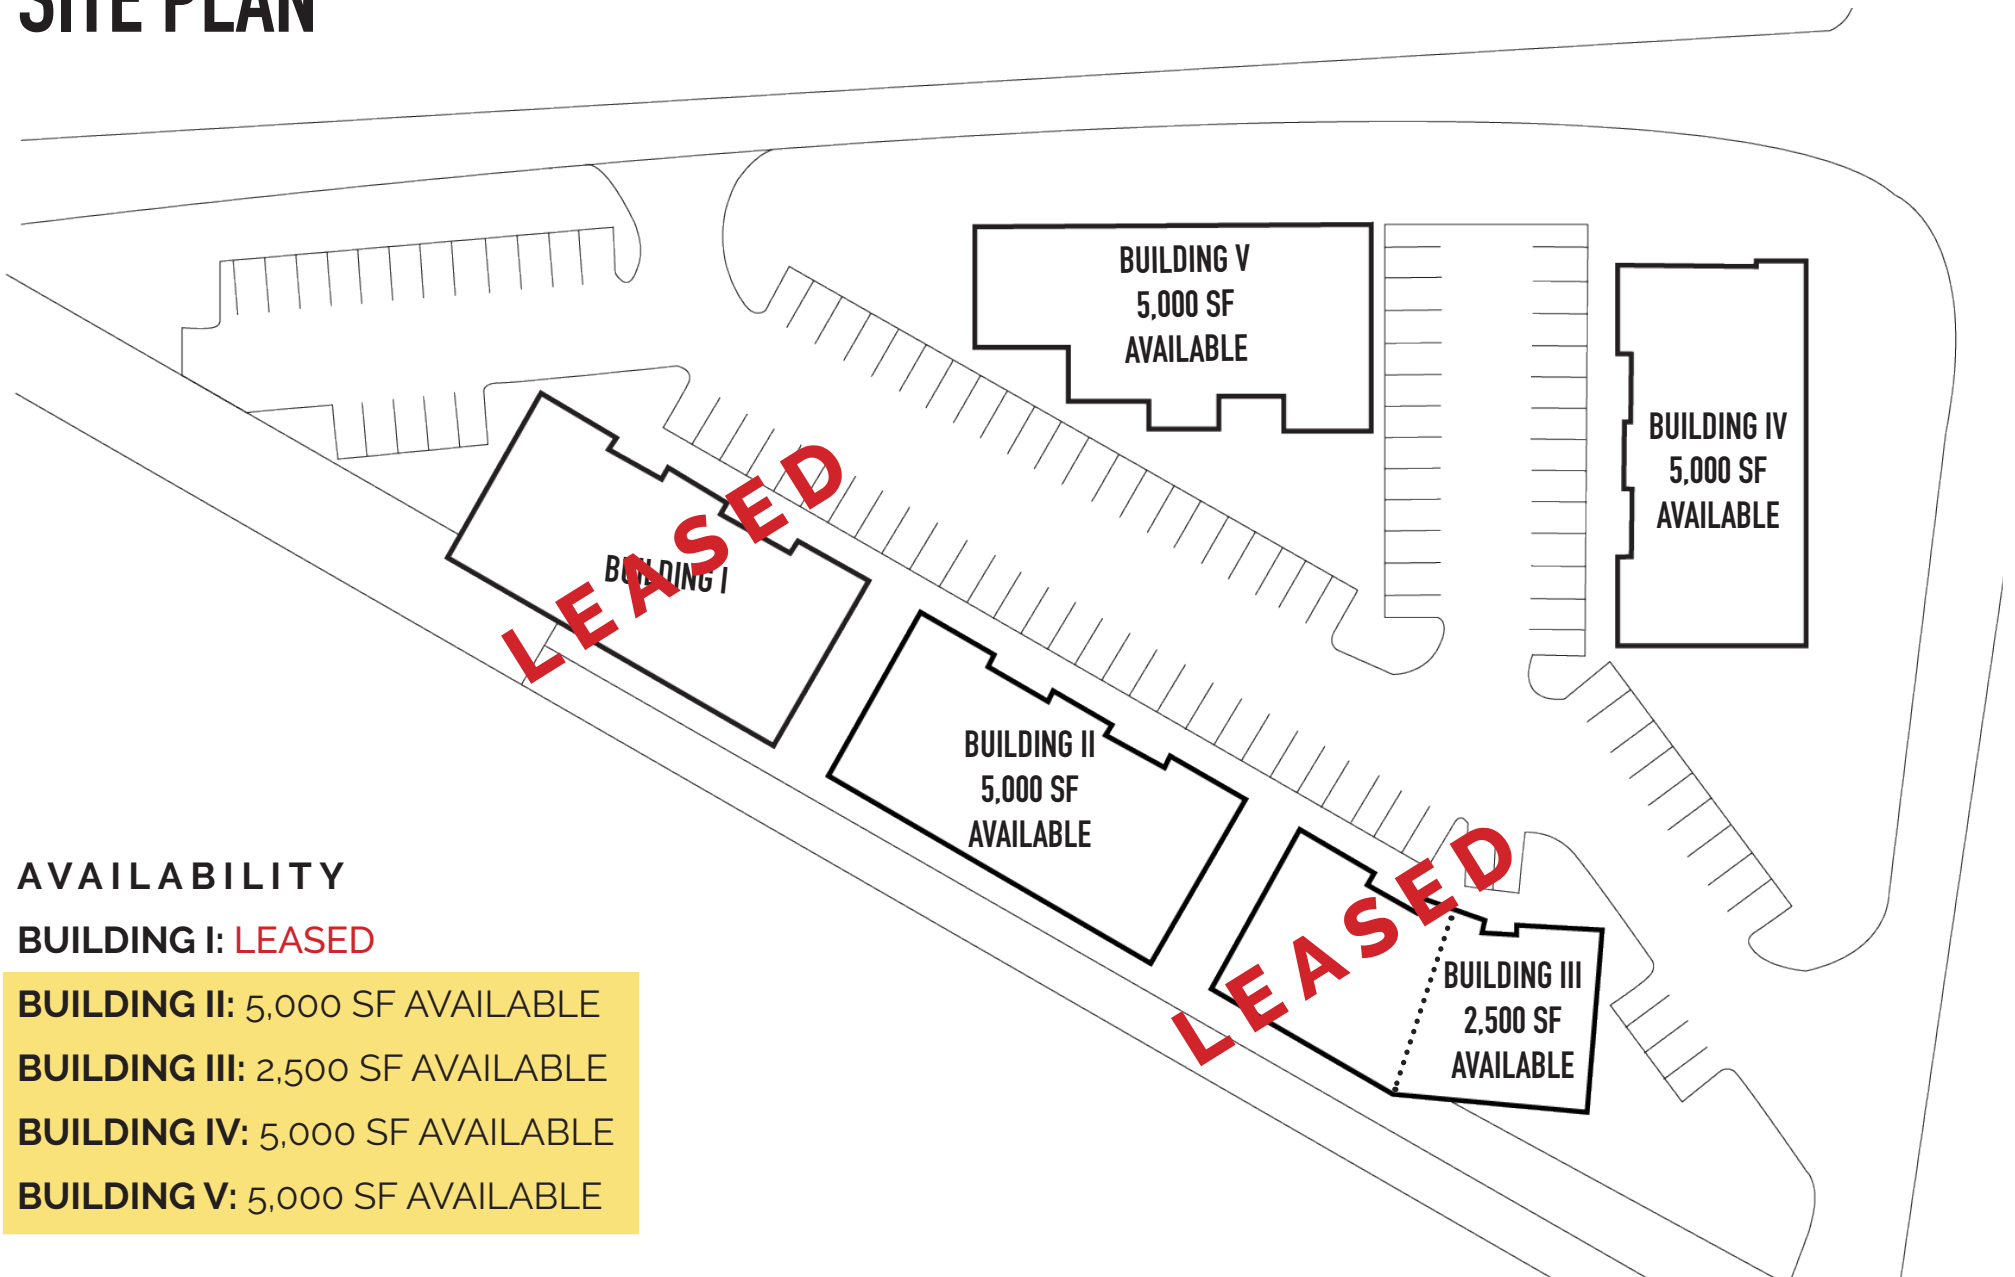 SITE PLAN
BUILDING V
5,000 SF
AVAILABLE
BUILDING IV
5,000 SF
AVAILABLE
LEASED
BUILDING I
BUILDING II
5,000 SF
AVAILABLE
LEASED
BUILDING III
2,500 SF
AVAILABLE
AVAILABILITY
BUILDING I: LEASED
BUILDING II: 5,000 SF AVAILABLE
BUILDING III: 2,500 SF AVAILABLE
BUILDING IV: 5,000 SF AVAILABLE
BUILDING V: 5,000 SF AVAILABLE